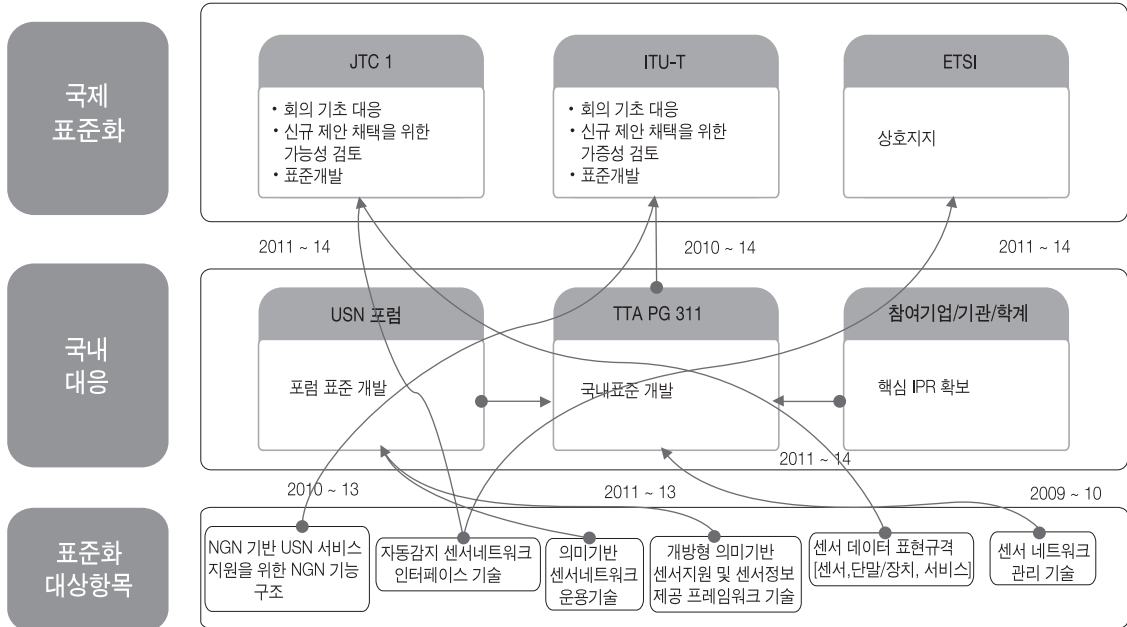 국제
표준화
JTC 1
• 회의 기초 대응
• 신규 제안 채택을 위한
가능성 검토
• 표준개발
ITU-T
• 회의 기초 대응
• 신규 제안 채택을 위한
가증성 검토
• 표준개발
ETSI
상호지지
2011 ~ 14
2010 ~ 14
2011 ~ 14
국내
대응
USN 포럼
포럼 표준 개발
TTA PG 311
국내표준 개발
참여기업/기관/학계
핵심 IPR 확보
2011 ~ 14
2010 ~ 13
2011 ~ 13
2009 ~ 10
표준화
대상항목
NGN 기반 USN 서비스
지원을 위한 NGN 기능
구조
자동감지 센서네트워크
인터페이스 기술
의미기반
센서네트워크
운용기술
개방형 의미기반
센서지원 및 센서정보
제공 프레임워크 기술
센서 데이터 표현규격
[센서,단말/장치, 서비스]
센서 네트워크
관리 기술